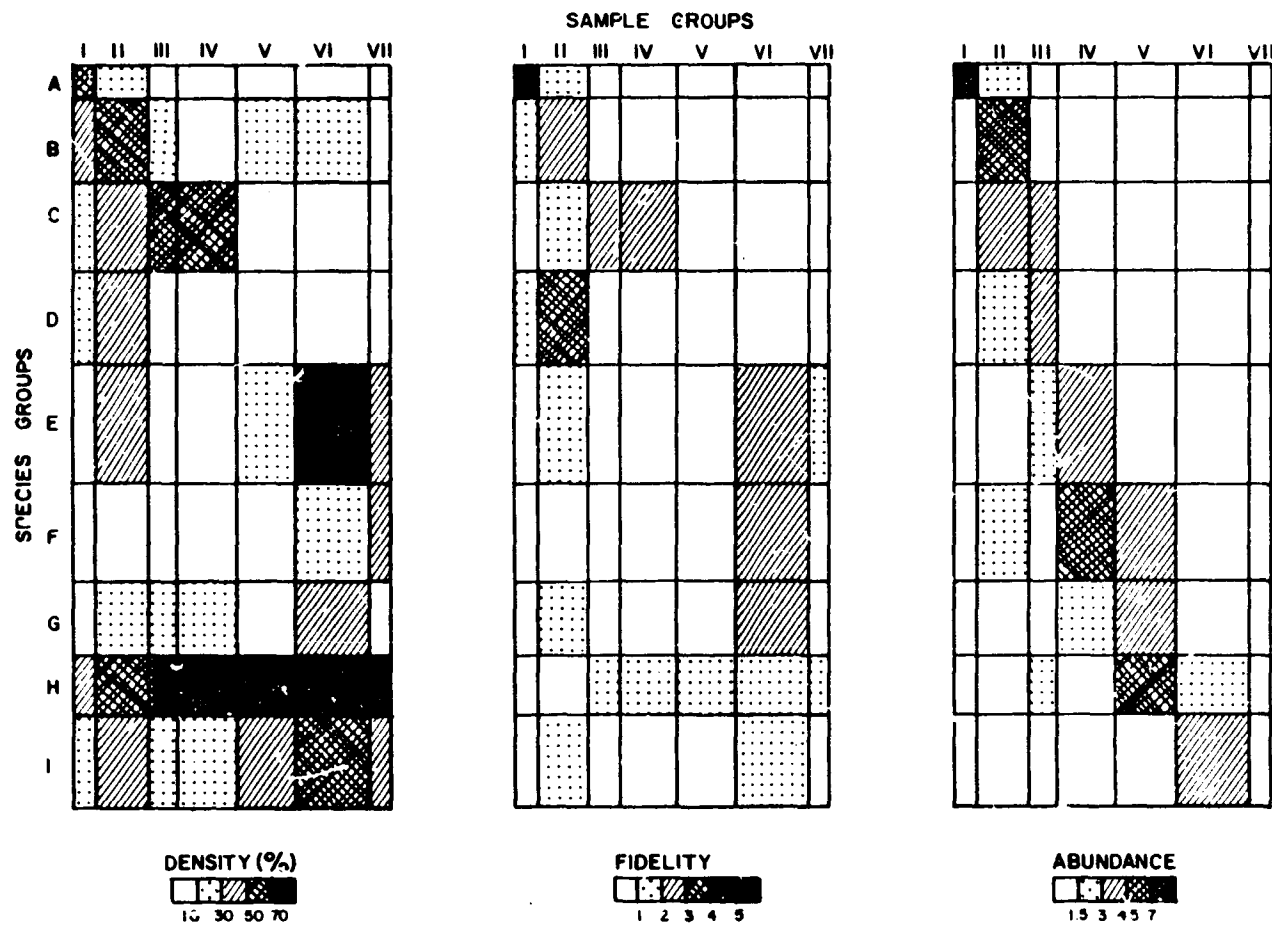 SAMPLE GROUPS
I II III IV V VI VII
I II III IV V VI VII
I II III IV V VI VII
A
B
C
D
E
F
G
H
I
SPECIES GROUPS
DENSITY (%)
30 50 70
FIDELITY
1 2 3 4 5
ABUNDANCE
1.5 3 4.5 7